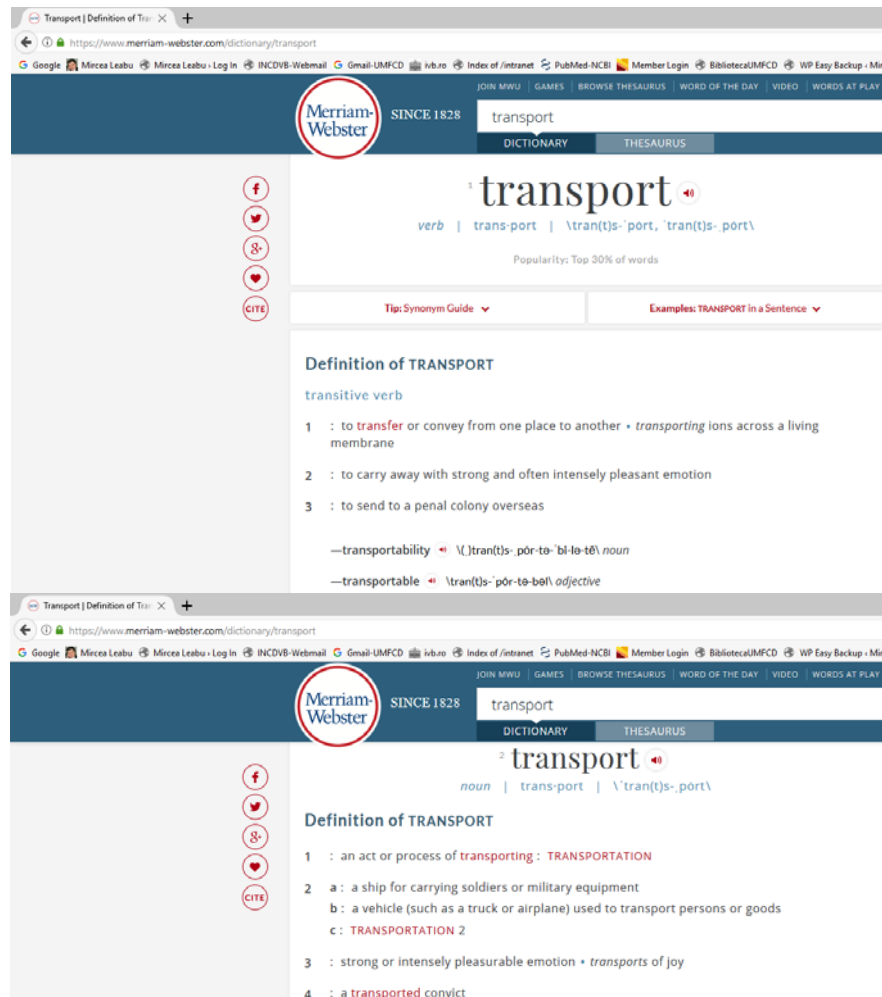 Transport | Definition of Tra
https://www.merriam-webster.com/dictionary/transport
Google Mircea Leabu Mircea Leabu › Log In INCDVB-Webmail Gmail-UMFCD ivb.ro Index of /intranet PubMed-NCBI Member Login BibliotecaUMFCD WP Easy Backup ‹ Mir
JOIN MWU GAMES BROWSE THESAURUS WORD OF THE DAY VIDEO WORDS AT PLAY
Merriam-
Webster
SINCE 1828
transport
DICTIONARY THESAURUS
1 transport
verb | trans·port | \tran(t)s-ˈpȯrt, ˈtran(t)s-ˌpȯrt\
Popularity: Top 30% of words
f
8+
CITE
Tip: Synonym Guide Examples: TRANSPORT in a Sentence
Definition of TRANSPORT
transitive verb
1 : to transfer or convey from one place to another • transporting ions across a living
membrane
2 : to carry away with strong and often intensely pleasant emotion
3 : to send to a penal colony overseas
—transportability \(ˌ)tran(t)s-ˌpȯr-tə-ˈbi-lə-tē\ noun
—transportable \tran(t)s-ˈpȯr-tə-bəl\ adjective
Transport | Definition of Tra
https://www.merriam-webster.com/dictionary/transport
Google Mircea Leabu Mircea Leabu › Log In INCDVB-Webmail Gmail-UMFCD ivb.ro Index of /intranet PubMed-NCBI Member Login BibliotecaUMFCD WP Easy Backup ‹ Mir
JOIN MWU GAMES BROWSE THESAURUS WORD OF THE DAY VIDEO WORDS AT PLAY
Merriam-
Webster
SINCE 1828
transport
DICTIONARY THESAURUS
2 transport
noun | trans·port | \ˈtran(t)s-ˌpȯrt\
f
8+
CITE
Definition of TRANSPORT
1 : an act or process of transporting : TRANSPORTATION
2 a : a ship for carrying soldiers or military equipment
b : a vehicle (such as a truck or airplane) used to transport persons or goods
c : TRANSPORTATION 2
3 : strong or intensely pleasurable emotion • transports of joy
4 : a transported convict